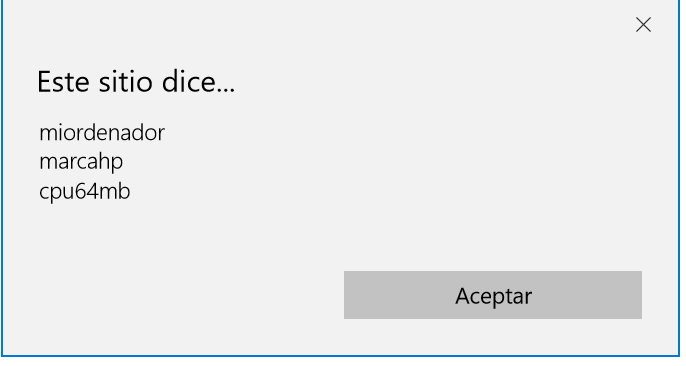 Este sitio dice...
miordenador
marcahp
cpu64mb
Aceptar